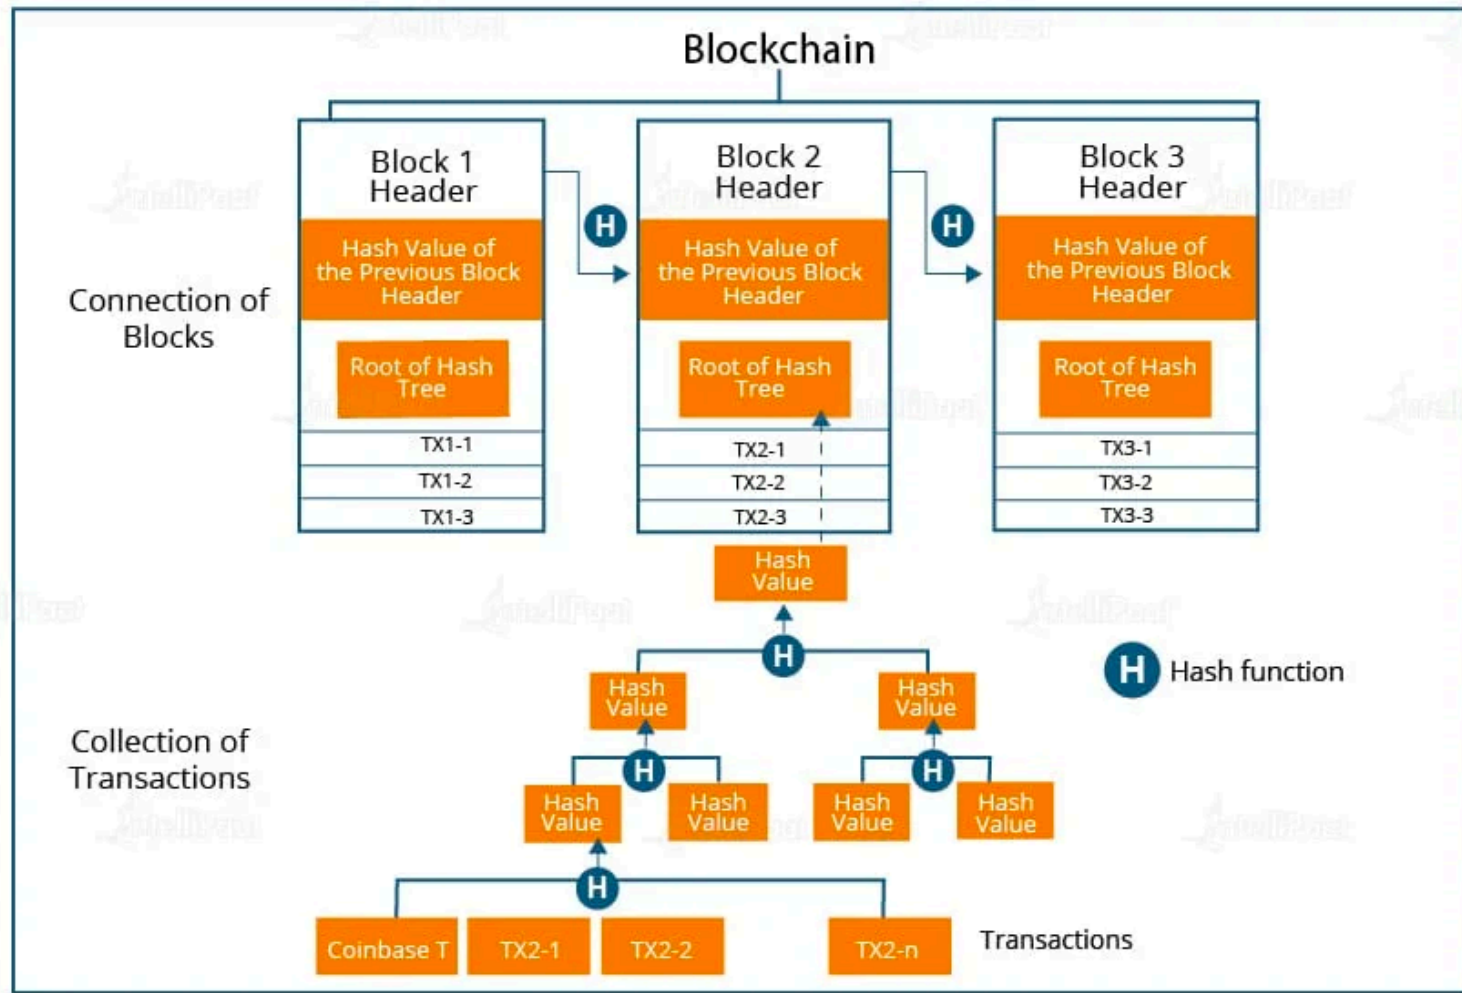 Blockchain
Block 1
Header
Block 2
Header
Block 3
Header
H
H
Hash Value of
the Previous Block
Header
Hash Value of
the Previous Block
Header
Hash Value of
the Previous Block
Header
Connection of
Blocks
Root of Hash
Tree
Root of Hash
Tree
Root of Hash
Tree
TX1-1
TX2-1
TX3-1
TX1-2
TX2-2
TX3-2
TX1-3
TX2-3
TX3-3
Hash
Value
H
H Hash function
Hash
Value
Hash
Value
Collection of
Transactions
H
H
Hash
Value
Hash
Value
Hash
Value
Hash
Value
H
Coinbase T
TX2-1
TX2-2
TX2-n
Transactions